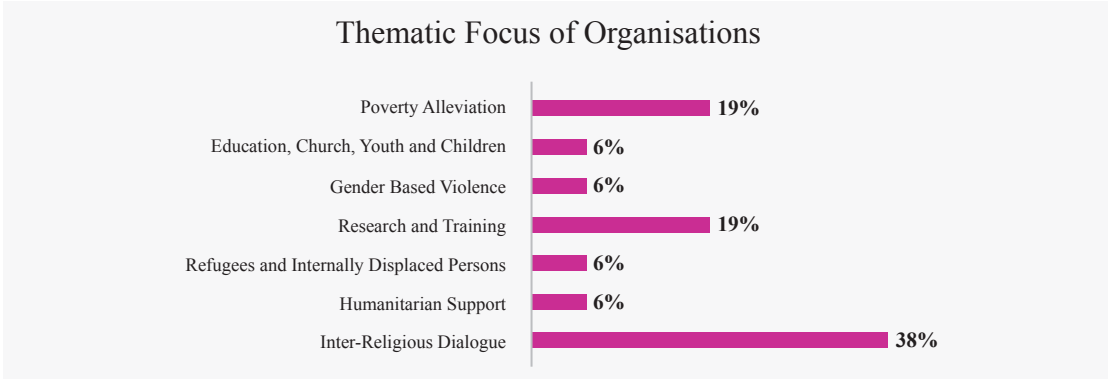 Thematic Focus of Organisations
Poverty Alleviation 19%
Education, Church, Youth and Children 6%
Gender Based Violence 6%
Research and Training 19%
Refugees and Internally Displaced Persons 6%
Humanitarian Support 6%
Inter-Religious Dialogue 38%